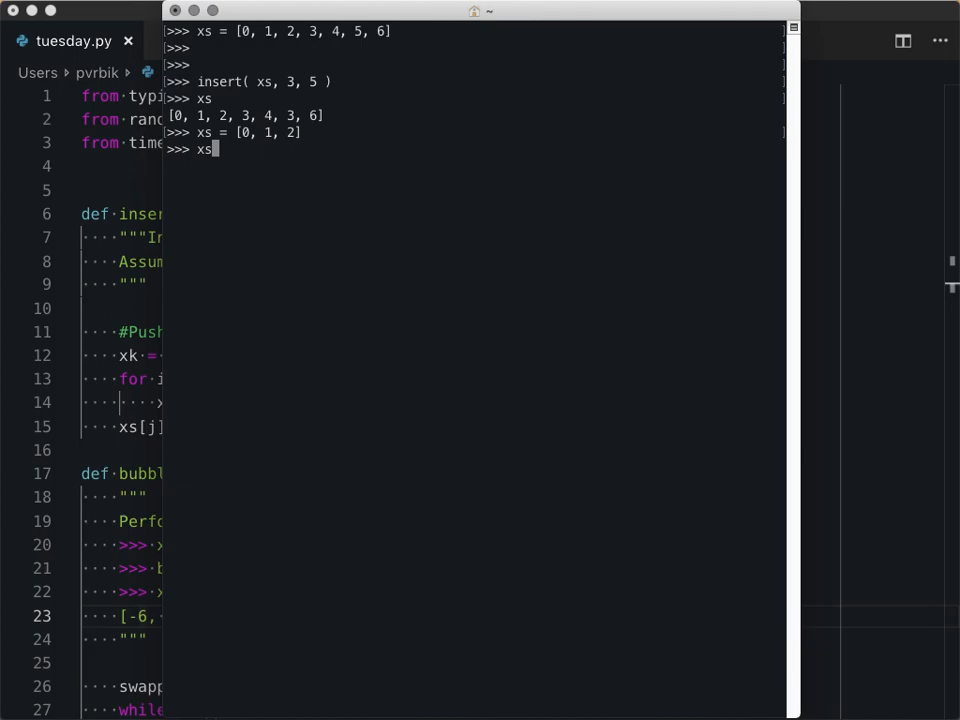 ~
>>> xs = [0, 1, 2, 3, 4, 5, 6]
>>>
>>>
>>> insert( xs, 3, 5 )
>>> xs
[0, 1, 2, 3, 4, 3, 6]
>>> xs = [0, 1, 2]
>>> xs
tuesday.py
Users pvrbik
1 from typi
2 from rand
3 from time
4
5
6 def inser
7 ····"""In
8 ····Assum
9 ····"""
10
11 ····#Push
12 ····xk·=·
13 ····for·i
14 ········x
15 ····xs[j]
16
17 def·bubbl
18 ····"""
19 ····Perfo
20 ····>>>·x
21 ····>>>·b
22 ····>>>·x
23 ····[-6,·
24 ····"""
25
26 ····swapp
27 ····while